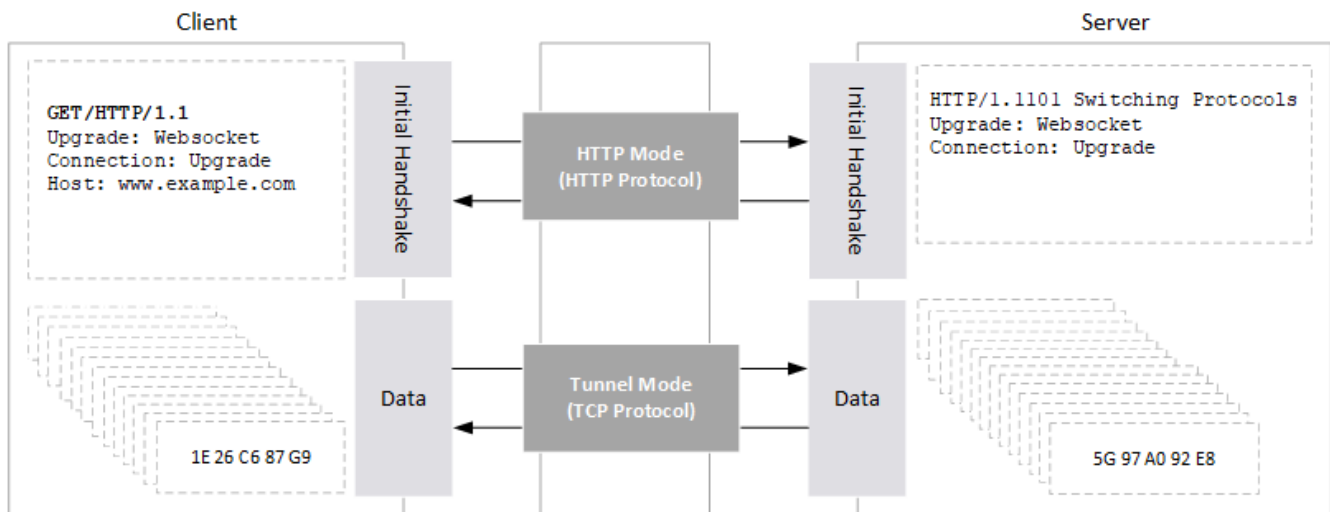 Client
Server
GET/HTTP/1.1
Upgrade: Websocket
Connection: Upgrade
Host: www.example.com
Initial Handshake
HTTP Mode
(HTTP Protocol)
Initial Handshake
HTTP/1.1101 Switching Protocols
Upgrade: Websocket
Connection: Upgrade
1E 26 C6 87 G9
Data
Tunnel Mode
(TCP Protocol)
Data
5G 97 A0 92 E8